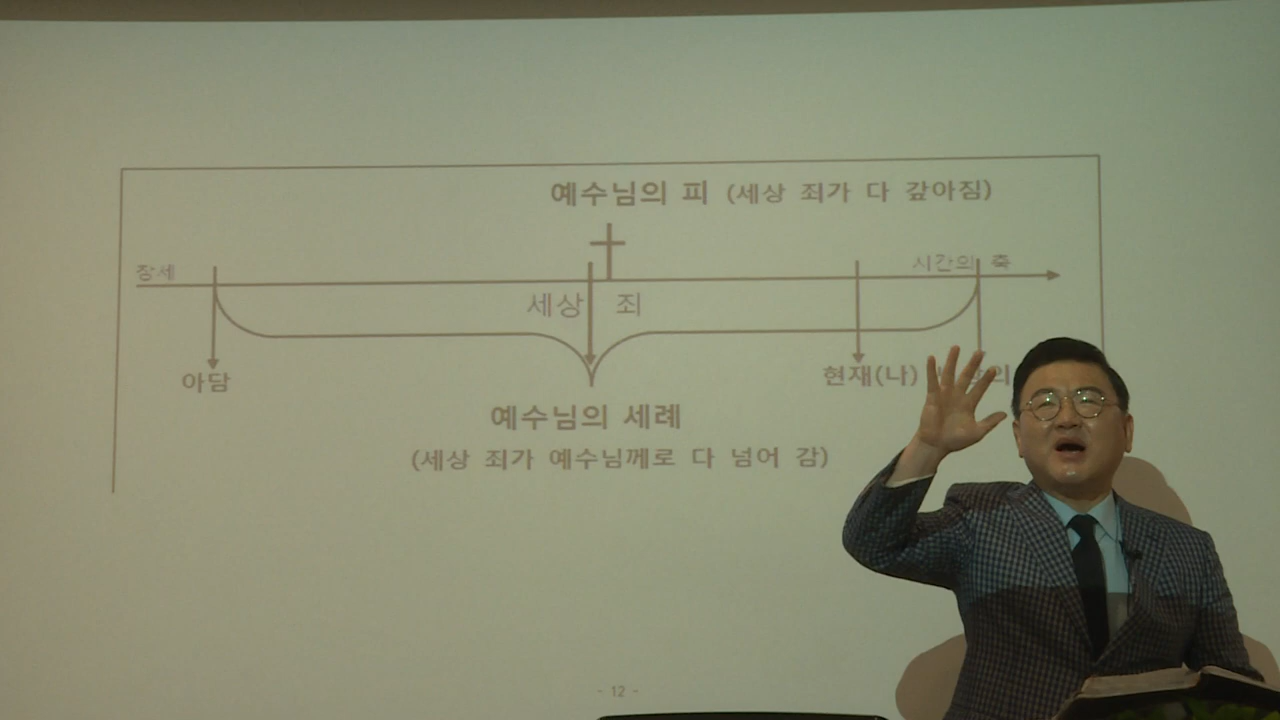 예수님의 피 (세상 죄가 다 갚아짐)
창세
시간의 축
세상 죄
아담
현재(나)
예수님의 세례
(세상 죄가 예수님께로 다 넘어 감)
- 12 -